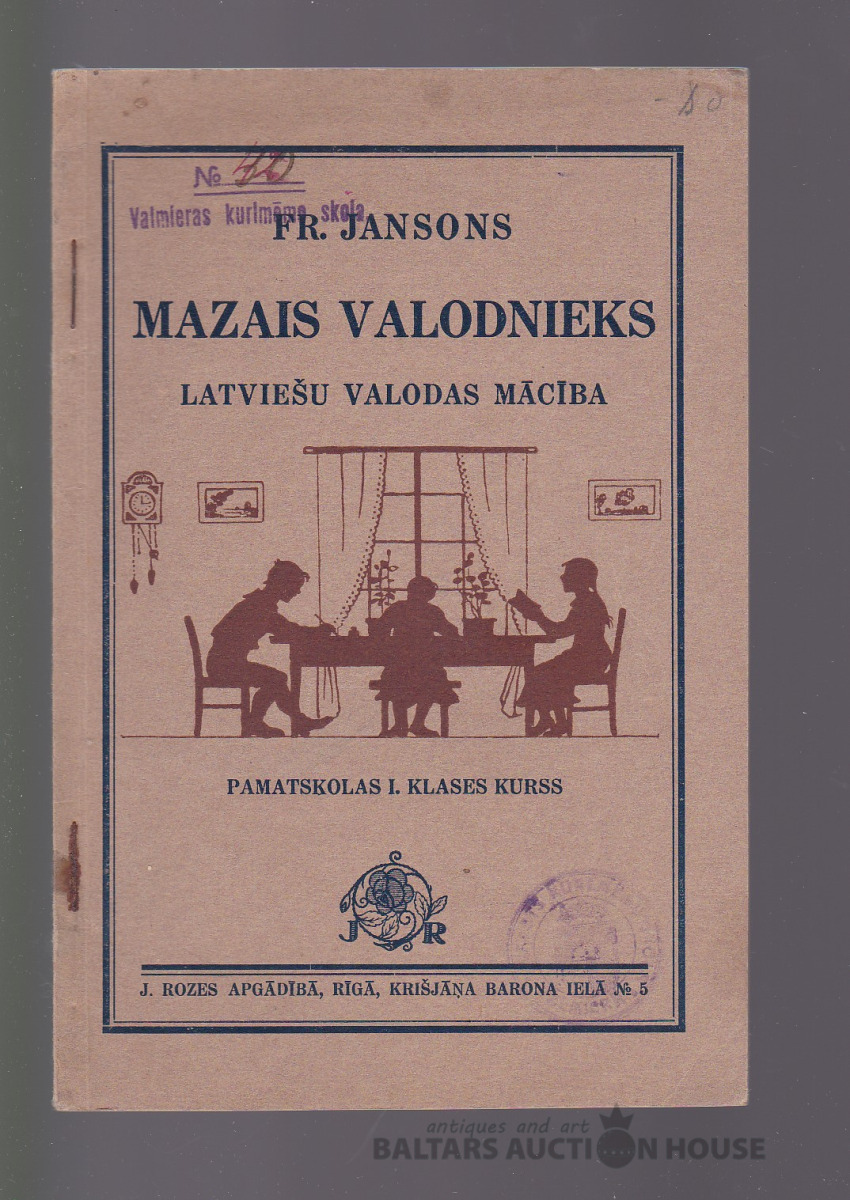 № 40
Valmieras kurlmēmo skola
FR. JANSONS
MAZAIS VALODNIEKS
LATVIEŠU VALODAS MĀCĪBA
PAMATSKOLAS I. KLASES KURSS
J R
J. ROZES APGĀDĪBĀ, RĪGĀ, KRIŠJĀŅA BARONA IELĀ № 5
antiques and art
BALTARS AUCTION HOUSE